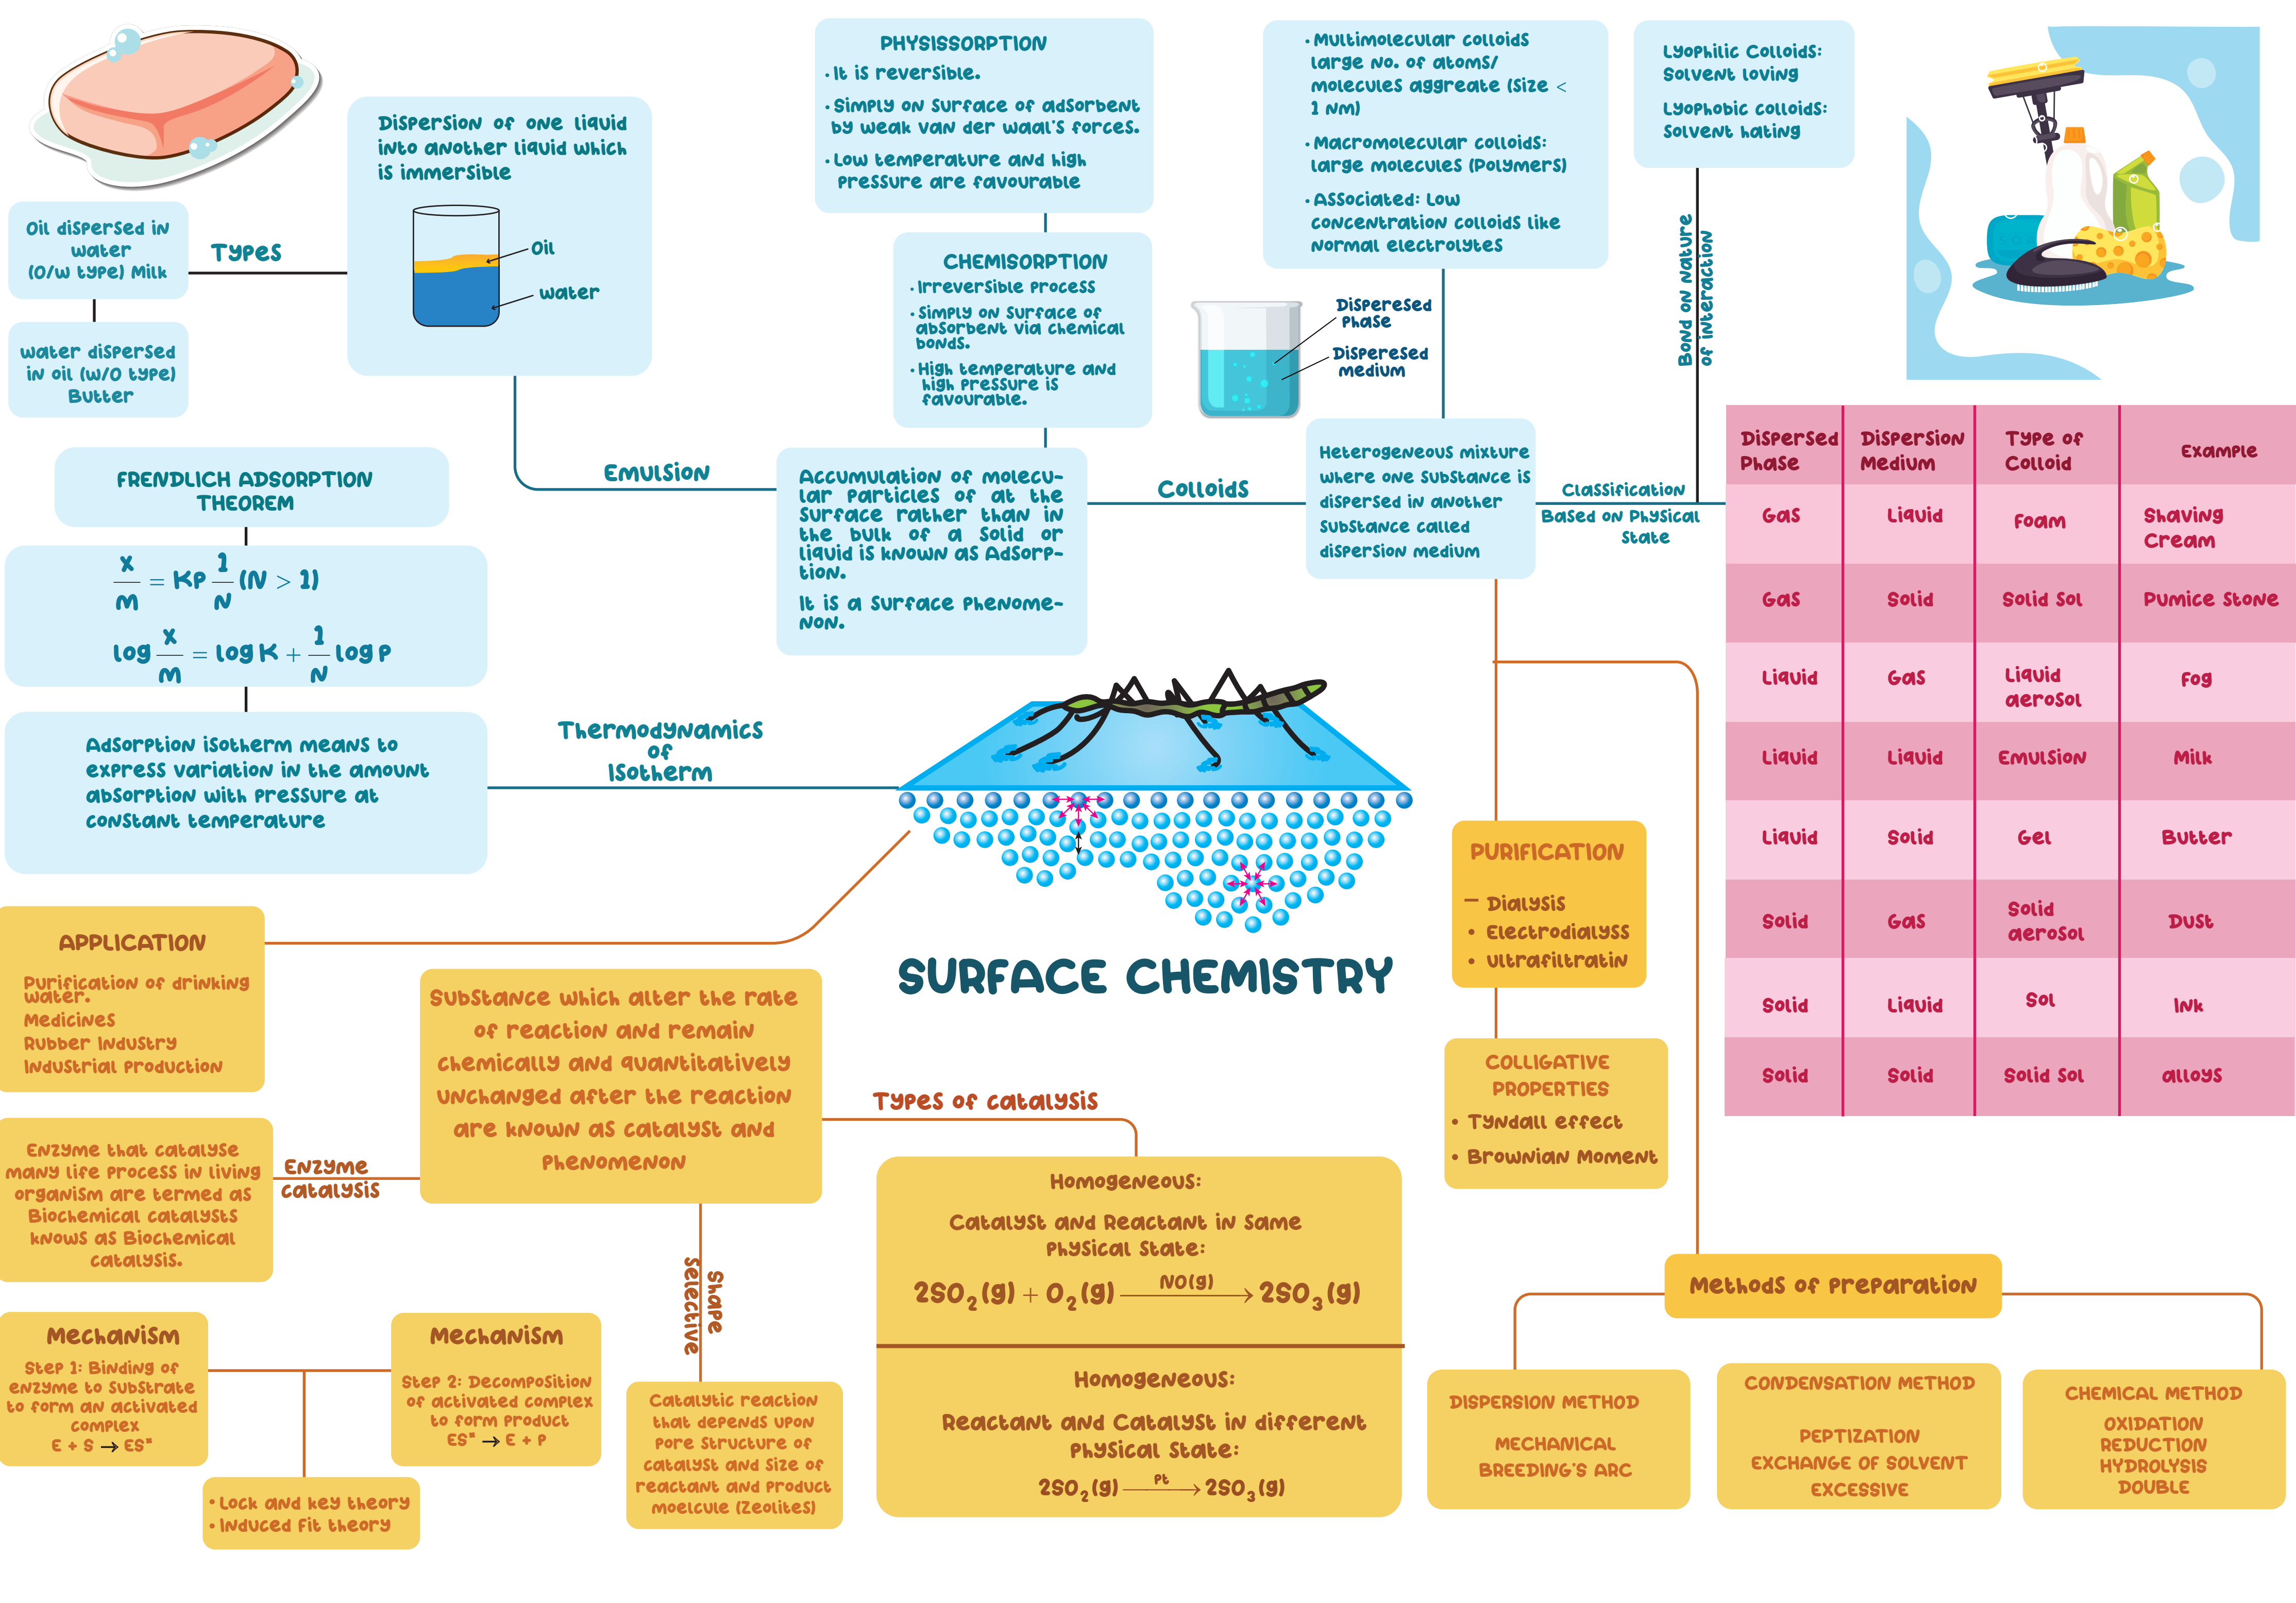 Dispersion of one liquid
into another liquid which
is immersible
Oil
water
Types
Oil dispersed in
water
(O/W type) Milk
water dispersed
in oil (w/O type)
Butter
PHYSISSORPTION
• It is reversible.
• Simply on surface of adsorbent
by weak van der waal's forces.
• Low temperature and high
pressure are favourable
CHEMISORPTION
• Irreversible process
• Simply on surface of
absorbent via chemical
bonds.
• High temperature and
high pressure is
favourable.
• Multimolecular colloids
large no. of atoms/
molecules aggregate (size <
1 nm)
• Macromolecular colloids:
large molecules (Polymers)
• Associated: Low
concentration colloids like
normal electrolytes
Lyophilic Colloids:
Solvent loving
Lyophobic colloids:
Solvent hating
Bond on nature
of interaction
Disperesed
phase
Disperesed
medium
Emulsion
Accumulation of molecu-
lar particles of at the
surface rather than in
the bulk of a solid or
liquid is known as Adsorp-
tion.
It is a surface phenome-
non.
Colloids
Heterogeneous mixture
where one substance is
dispersed in another
substance called
dispersion medium
Classification
Based on Physical
State
Dispersed Phase | Dispersion Medium | Type of Colloid | Example
Gas | Liquid | Foam | Shaving Cream
Gas | Solid | Solid Sol | Pumice stone
Liquid | Gas | Liquid aerosol | Fog
Liquid | Liquid | Emulsion | Milk
Liquid | Solid | Gel | Butter
Solid | Gas | Solid aerosol | Dust
Solid | Liquid | Sol | Ink
Solid | Solid | Solid Sol | alloys
FRENDLICH ADSORPTION
THEOREM
x/M = KP 1/N (N > 1)
log x/M = log K + 1/N log P
Adsorption isotherm means to
express variation in the amount
absorption with pressure at
constant temperature
Thermodynamics
of
Isotherm
SURFACE CHEMISTRY
APPLICATION
Purification of drinking
water.
Medicines
Rubber Industry
Industrial production
Substance which alter the rate
of reaction and remain
chemically and quantitatively
unchanged after the reaction
are known as catalyst and
phenomenon
Enzyme
catalysis
Enzyme that catalyse
many life process in living
organism are termed as
Biochemical catalysts
knows as Biochemical
catalysis.
Mechanism
Step 1: Binding of
enzyme to substrate
to form an activated
complex
E + S → ES*
Mechanism
Step 2: Decomposition
of activated complex
to form product
ES* → E + P
• Lock and key theory
• Induced fit theory
Shape
selective
Catalytic reaction
that depends upon
pore structure of
catalyst and size of
reactant and product
moelcule (Zeolites)
Types of catalysis
Homogeneous:
Catalyst and Reactant in same
physical state:
2SO₂(g) + O₂(g) NO(g)→ 2SO₃(g)
Homogeneous:
Reactant and Catalyst in different
physical state:
2SO₂(g) Pt→ 2SO₃(g)
PURIFICATION
– Dialysis
• Electrodialyss
• ultrafiltratin
COLLIGATIVE
PROPERTIES
• Tyndall effect
• Brownian Moment
Methods of preparation
DISPERSION METHOD
MECHANICAL
BREEDING'S ARC
CONDENSATION METHOD
PEPTIZATION
EXCHANGE OF SOLVENT
EXCESSIVE
CHEMICAL METHOD
OXIDATION
REDUCTION
HYDROLYSIS
DOUBLE